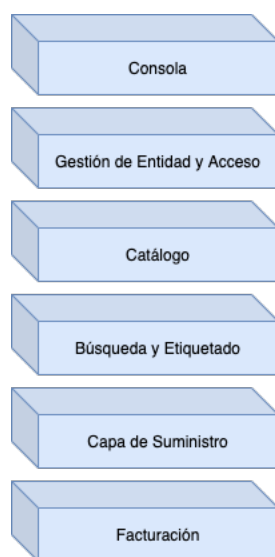 Consola
Gestión de Entidad y Acceso
Catálogo
Búsqueda y Etiquetado
Capa de Suministro
Facturación